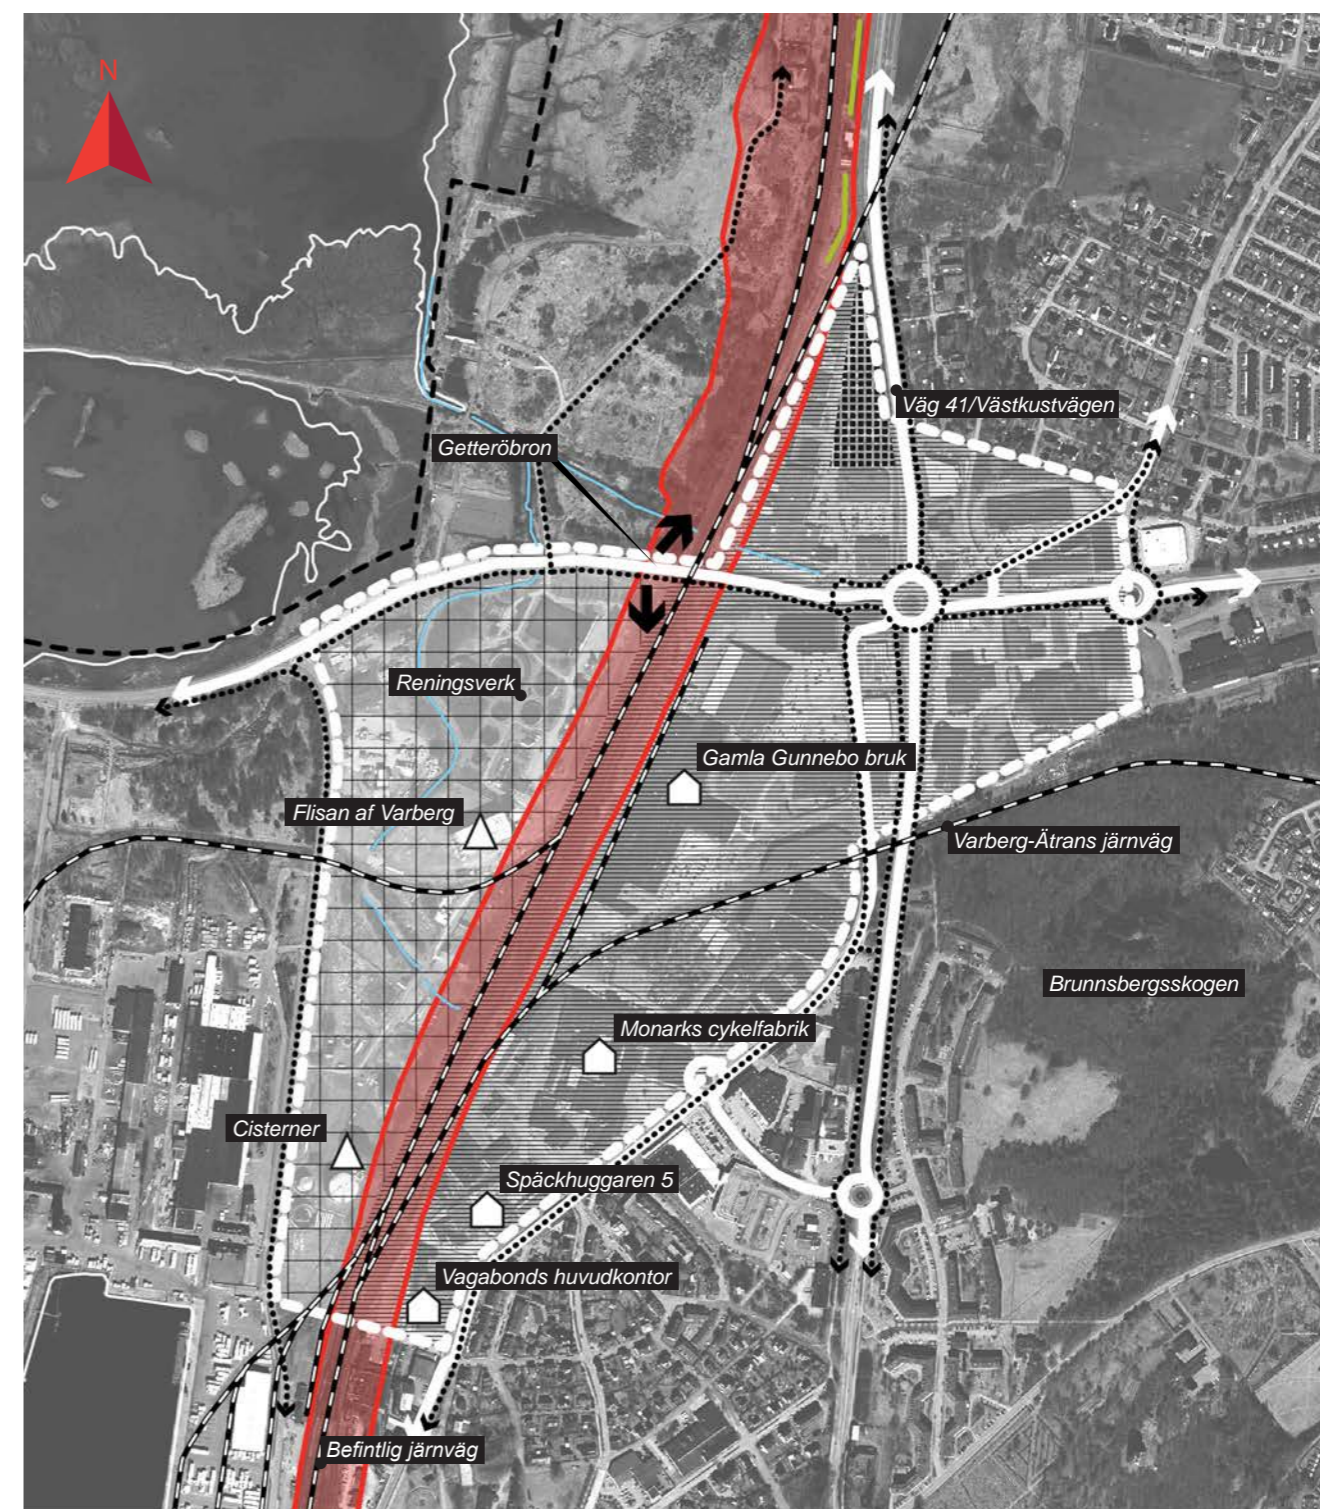 N
Väg 41/Västkustvägen
Getteröbron
Reningsverk
Gamla Gunnebo bruk
Flisan af Varberg
Varberg-Ätrans järnväg
Brunnsbergsskogen
Monarks cykelfabrik
Cisterner
Späckhuggaren 5
Vagabonds huvudkontor
Befintlig järnväg